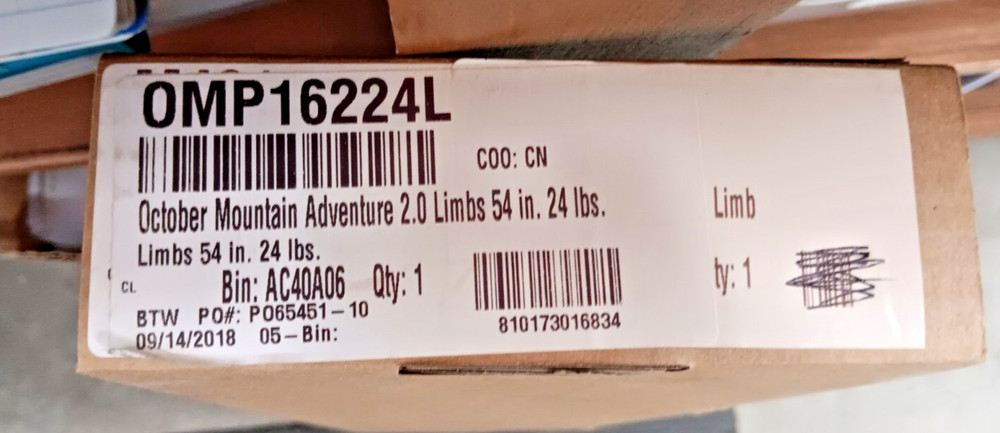 OMP16224L
COO: CN
October Mountain Adventure 2.0 Limbs 54 in. 24 lbs.
Limb
Limbs 54 in. 24 lbs.
CL
Bin: AC40A06 Qty: 1
ty: 1
BTW PO#: PO65451-10
810173016834
09/14/2018 05-Bin: